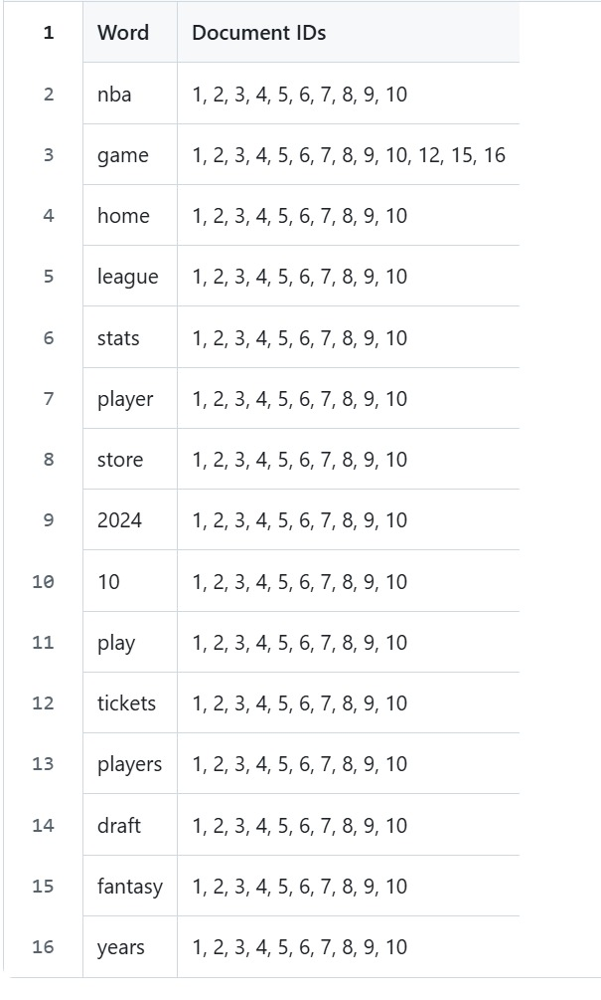 1 Word Document IDs
2 nba 1, 2, 3, 4, 5, 6, 7, 8, 9, 10
3 game 1, 2, 3, 4, 5, 6, 7, 8, 9, 10, 12, 15, 16
4 home 1, 2, 3, 4, 5, 6, 7, 8, 9, 10
5 league 1, 2, 3, 4, 5, 6, 7, 8, 9, 10
6 stats 1, 2, 3, 4, 5, 6, 7, 8, 9, 10
7 player 1, 2, 3, 4, 5, 6, 7, 8, 9, 10
8 store 1, 2, 3, 4, 5, 6, 7, 8, 9, 10
9 2024 1, 2, 3, 4, 5, 6, 7, 8, 9, 10
10 10 1, 2, 3, 4, 5, 6, 7, 8, 9, 10
11 play 1, 2, 3, 4, 5, 6, 7, 8, 9, 10
12 tickets 1, 2, 3, 4, 5, 6, 7, 8, 9, 10
13 players 1, 2, 3, 4, 5, 6, 7, 8, 9, 10
14 draft 1, 2, 3, 4, 5, 6, 7, 8, 9, 10
15 fantasy 1, 2, 3, 4, 5, 6, 7, 8, 9, 10
16 years 1, 2, 3, 4, 5, 6, 7, 8, 9, 10